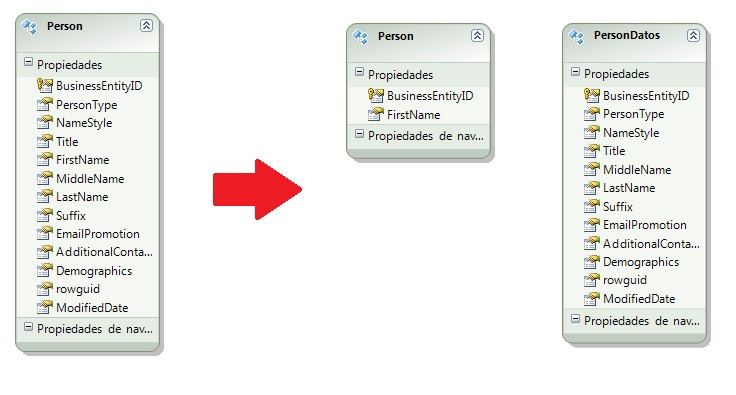 Person
Propiedades
BusinessEntityID
PersonType
NameStyle
Title
FirstName
MiddleName
LastName
Suffix
EmailPromotion
AdditionalConta...
Demographics
rowguid
ModifiedDate
Propiedades de nav...
Person
Propiedades
BusinessEntityID
FirstName
Propiedades de nav...
PersonDatos
Propiedades
BusinessEntityID
PersonType
NameStyle
Title
MiddleName
LastName
Suffix
EmailPromotion
AdditionalConta...
Demographics
rowguid
ModifiedDate
Propiedades de nav...